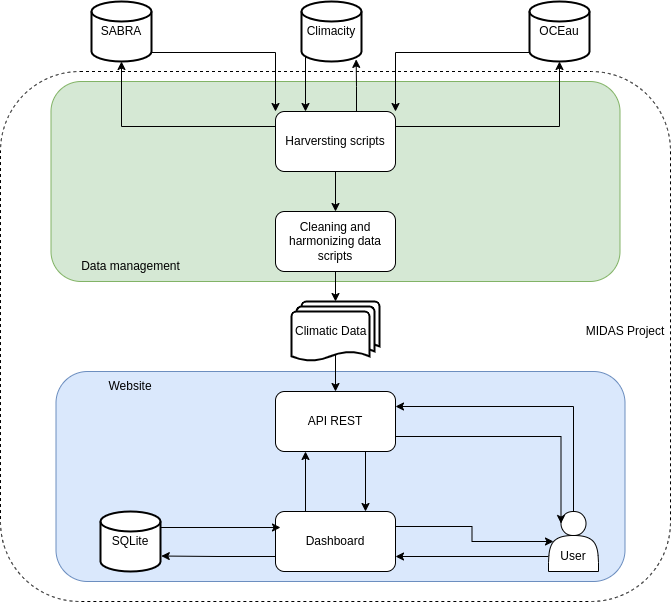 SABRA
Climacity
OCEau
Harversting scripts
Cleaning and
harmonizing data
scripts
Data management
Climatic Data
MIDAS Project
Website
API REST
SQLite
Dashboard
User